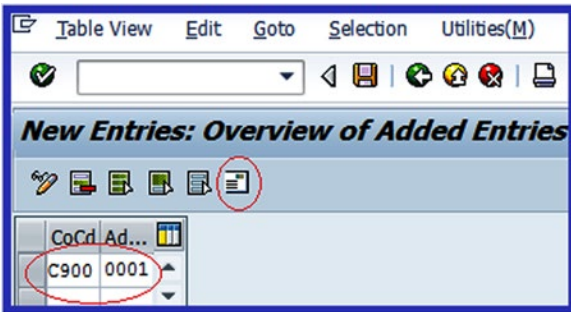 Table View Edit Goto Selection Utilities(M)
New Entries: Overview of Added Entries
CoCd Ad...
C900 0001